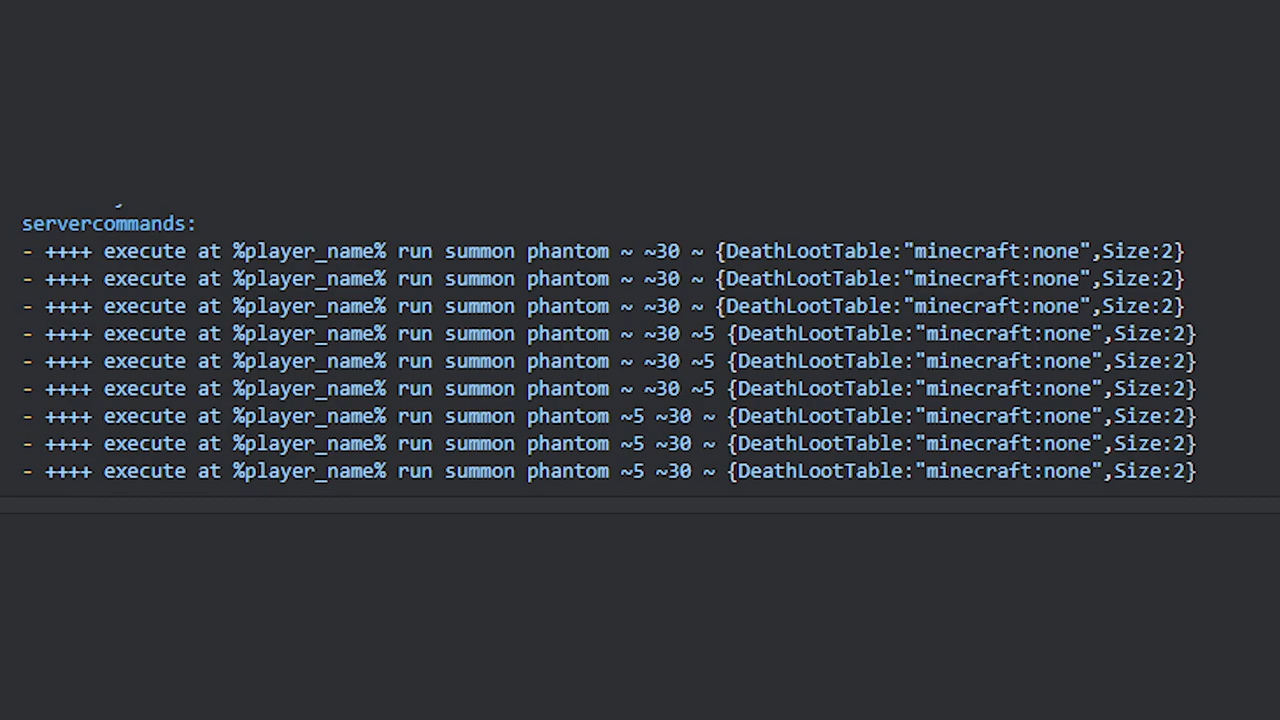 servercommands:
- ++++ execute at %player_name% run summon phantom ~ ~30 ~ {DeathLootTable:"minecraft:none",Size:2}
- ++++ execute at %player_name% run summon phantom ~ ~30 ~ {DeathLootTable:"minecraft:none",Size:2}
- ++++ execute at %player_name% run summon phantom ~ ~30 ~ {DeathLootTable:"minecraft:none",Size:2}
- ++++ execute at %player_name% run summon phantom ~ ~30 ~5 {DeathLootTable:"minecraft:none",Size:2}
- ++++ execute at %player_name% run summon phantom ~ ~30 ~5 {DeathLootTable:"minecraft:none",Size:2}
- ++++ execute at %player_name% run summon phantom ~ ~30 ~5 {DeathLootTable:"minecraft:none",Size:2}
- ++++ execute at %player_name% run summon phantom ~5 ~30 ~ {DeathLootTable:"minecraft:none",Size:2}
- ++++ execute at %player_name% run summon phantom ~5 ~30 ~ {DeathLootTable:"minecraft:none",Size:2}
- ++++ execute at %player_name% run summon phantom ~5 ~30 ~ {DeathLootTable:"minecraft:none",Size:2}